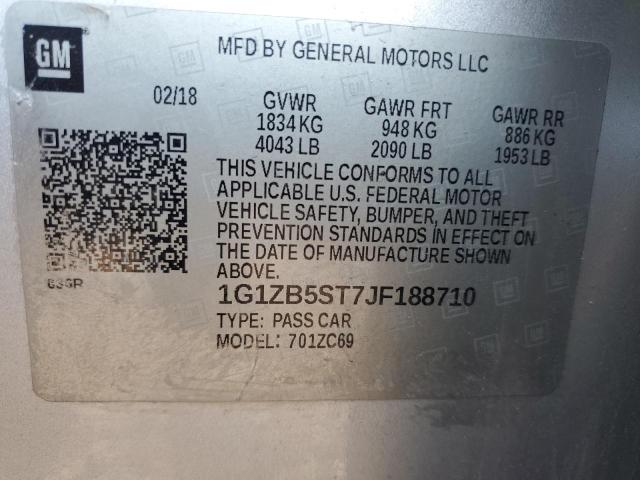 GM
MFD BY GENERAL MOTORS LLC
02/18 GVWR GAWR FRT GAWR RR
1834 KG 948 KG 886 KG
4043 LB 2090 LB 1953 LB
THIS VEHICLE CONFORMS TO ALL
APPLICABLE U.S. FEDERAL MOTOR
VEHICLE SAFETY, BUMPER, AND THEFT
PREVENTION STANDARDS IN EFFECT ON
THE DATE OF MANUFACTURE SHOWN
ABOVE.
1G1ZB5ST7JF188710
TYPE: PASS CAR
MODEL: 701ZC69